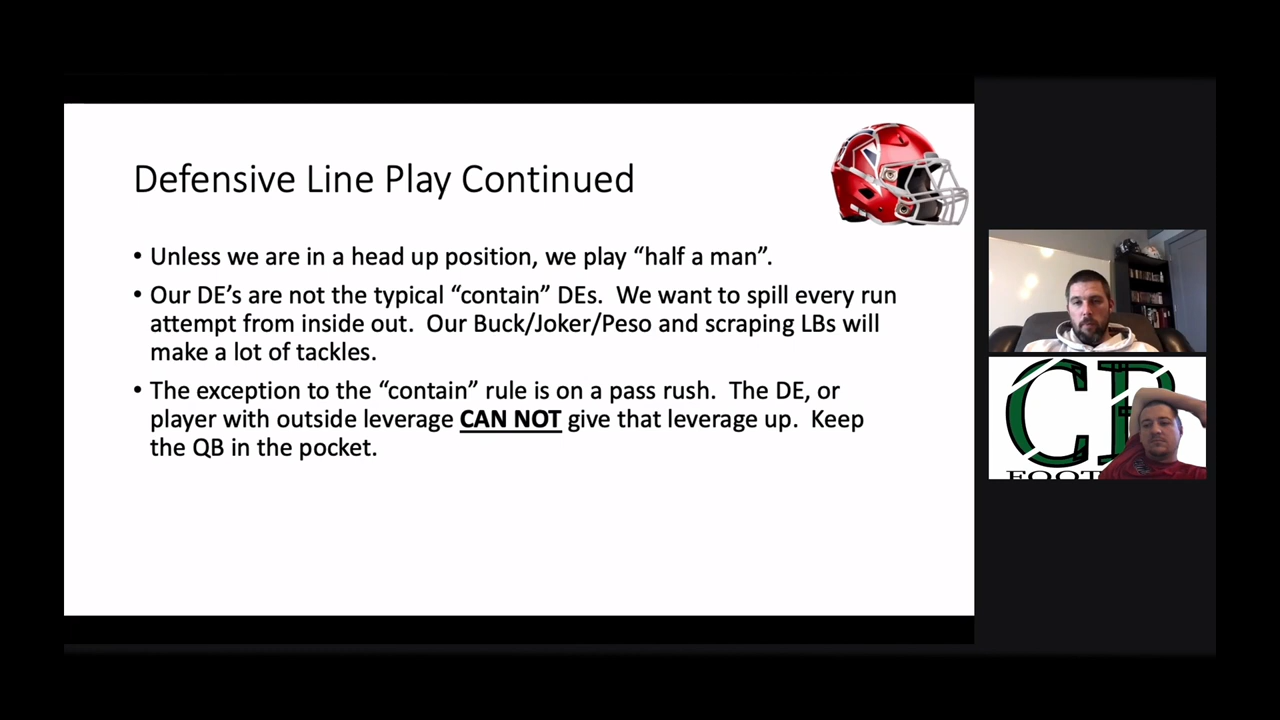 Defensive Line Play Continued
• Unless we are in a head up position, we play “half a man”.
• Our DE’s are not the typical “contain” DEs.  We want to spill every run
attempt from inside out.  Our Buck/Joker/Peso and scraping LBs will
make a lot of tackles.
• The exception to the “contain” rule is on a pass rush.  The DE, or
player with outside leverage CAN NOT give that leverage up.  Keep
the QB in the pocket.